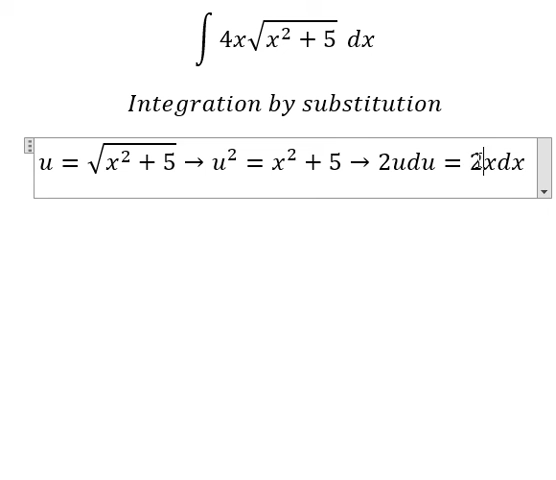 ∫ 4x√(x² + 5) dx
Integration by substitution
u = √(x² + 5) → u² = x² + 5 → 2udu = 2xdx